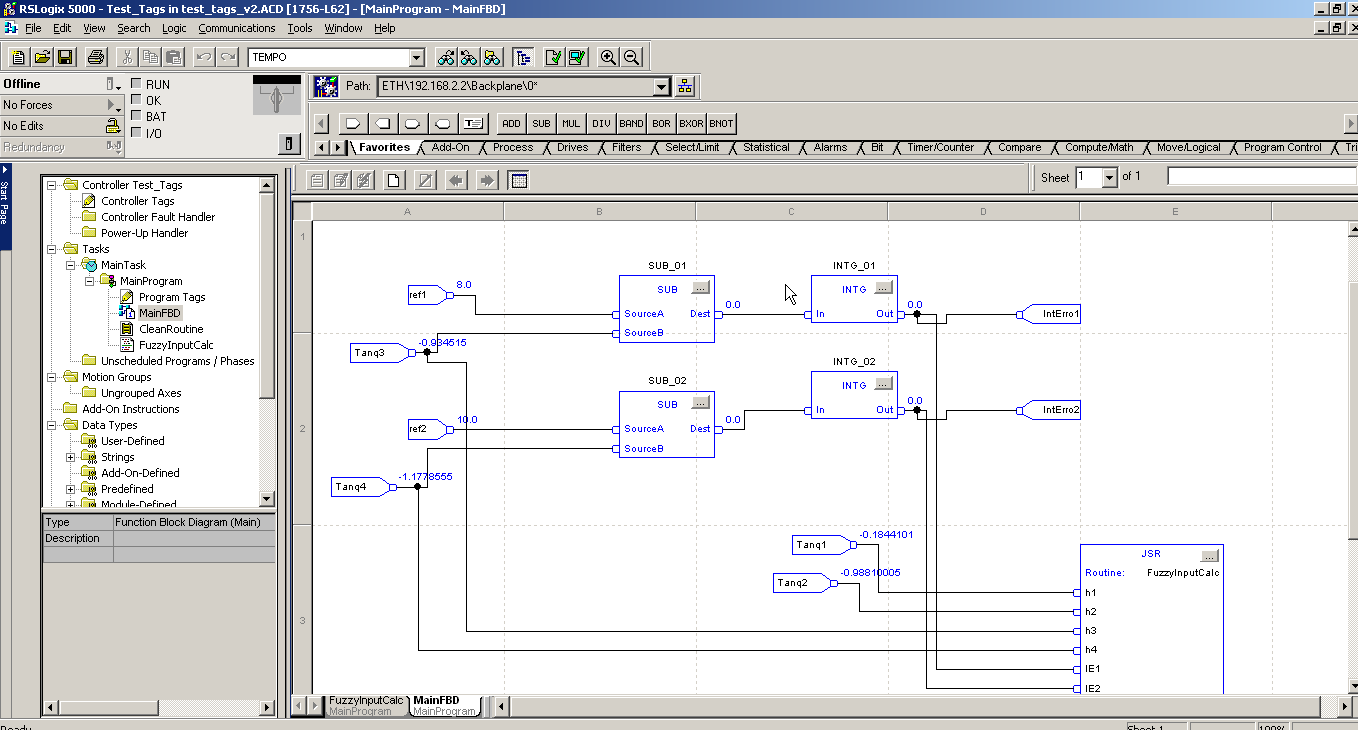 RSLogix 5000 - Test_Tags in test_tags_v2.ACD [1756-L62] - [MainProgram - MainFBD]
File Edit View Search Logic Communications Tools Window Help
TEMPO
Offline
RUN
No Forces
OK
No Edits
BAT
Redundancy
I/O
Path: ETH\192.168.2.2\Backplane\0*
ADD SUB MUL DIV BAND BOR BXOR BNOT
Favorites Add-On Process Drives Filters Select/Limit Statistical Alarms Bit Timer/Counter Compare Compute/Math Move/Logical Program Control Tri
Start Page
Sheet 1 of 1
Controller Test_Tags
Controller Tags
Controller Fault Handler
Power-Up Handler
Tasks
MainTask
MainProgram
Program Tags
MainFBD
CleanRoutine
FuzzyInputCalc
Unscheduled Programs / Phases
Motion Groups
Ungrouped Axes
Add-On Instructions
Data Types
User-Defined
Strings
Add-On-Defined
Predefined
Module-Defined
Type Function Block Diagram (Main)
Description
A B C D E
1
SUB_01 INTG_01
ref1 8.0 SUB ... INTG ...
SourceA Dest 0.0 In Out 0.0 IntErro1
SourceB
Tanq3 -0.934515
INTG_02
SUB_02 INTG ...
SUB ... In Out 0.0 IntErro2
2
ref2 10.0 SourceA Dest 0.0
SourceB
Tanq4 -1.1778555
Tanq1 -0.1844101
JSR ...
Tanq2 -0.98810005 Routine: FuzzyInputCalc
h1
h2
3
h3
h4
IE1
IE2
FuzzyInputCalc MainFBD
MainProgram MainProgram
Ready Sheet 1 100%